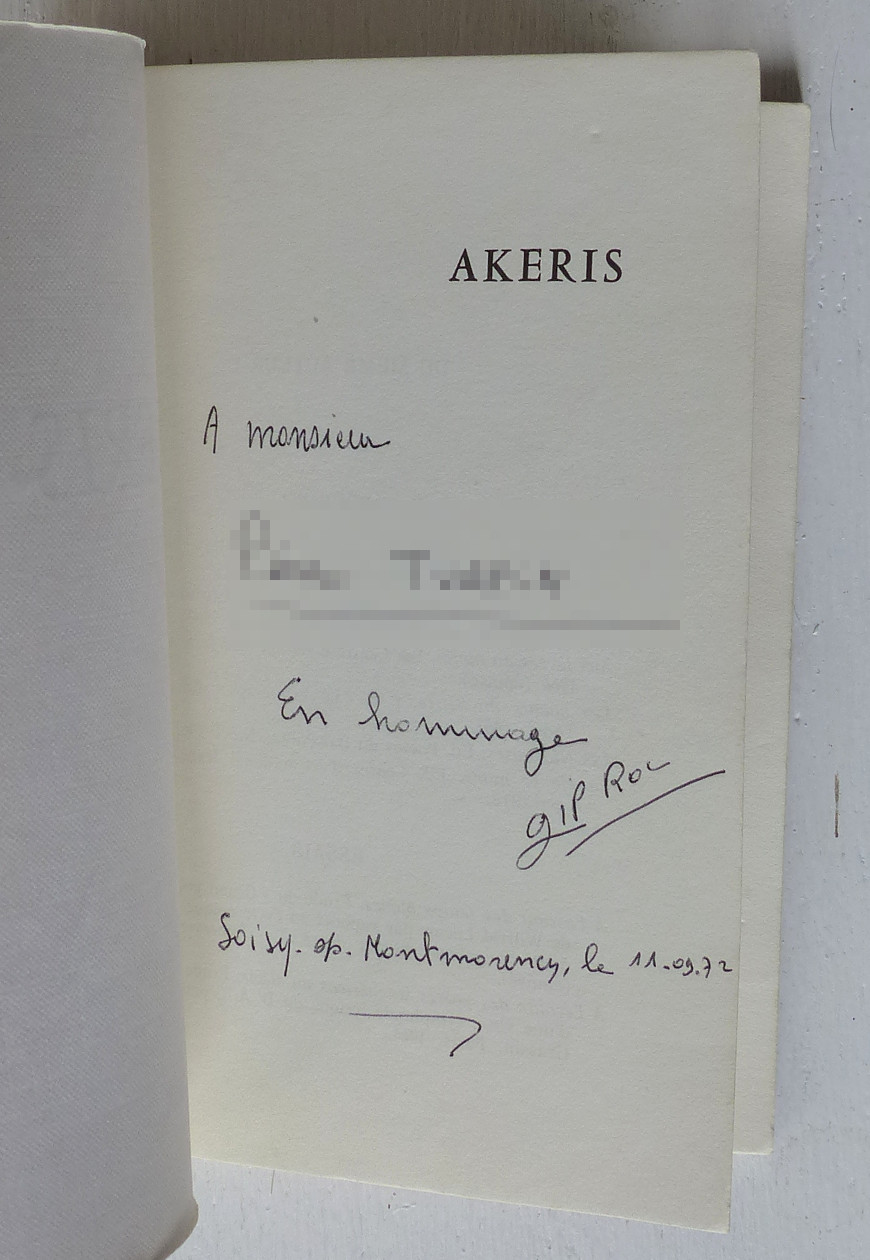 AKERIS
A monsieur
En hommage
Gil Roc
Soisy. s/s. Montmorency, le 11.09.72